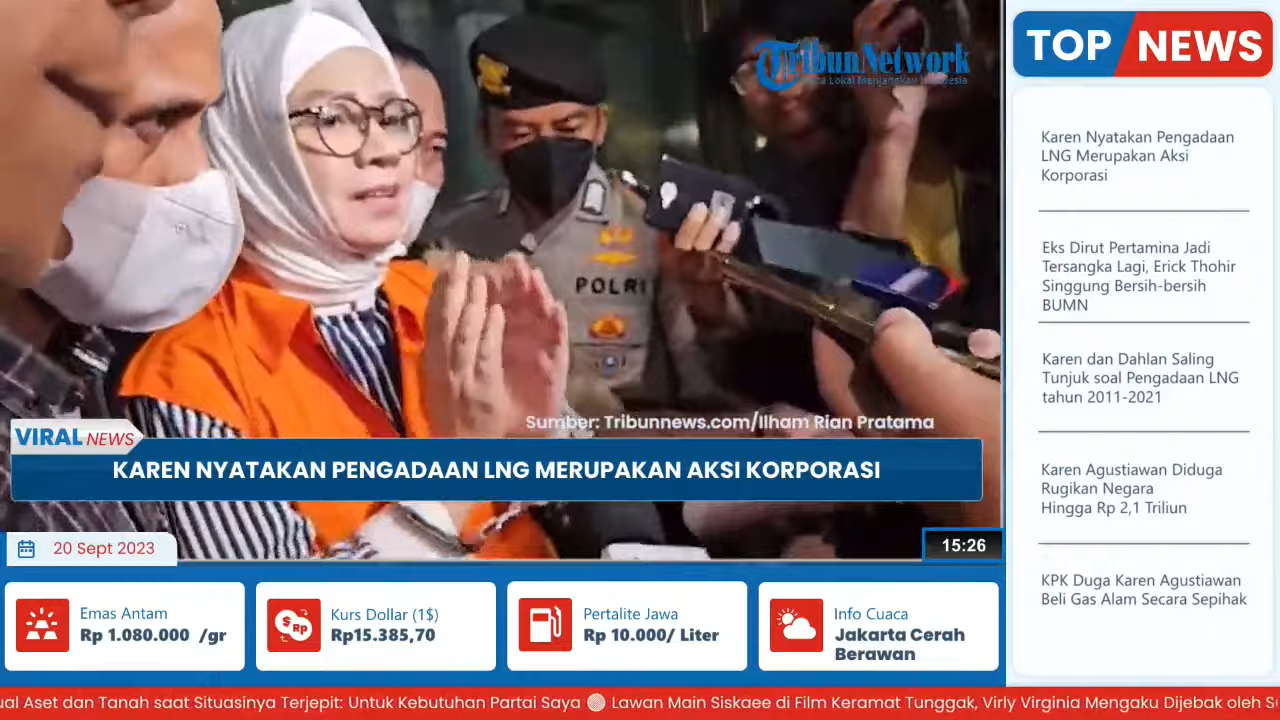 TribunNetwork
POLRI
Sumber: Tribunnews.com/Ilham Rian Pratama
VIRAL NEWS
KAREN NYATAKAN PENGADAAN LNG MERUPAKAN AKSI KORPORASI
20 Sept 2023
15:26
Emas Antam
Rp 1.080.000 /gr
Kurs Dollar (1$)
Rp15.385,70
Pertalite Jawa
Rp 10.000/ Liter
Info Cuaca
Jakarta Cerah
Berawan
TOP NEWS
Karen Nyatakan Pengadaan
LNG Merupakan Aksi
Korporasi
Eks Dirut Pertamina Jadi
Tersangka Lagi, Erick Thohir
Singgung Bersih-bersih
BUMN
Karen dan Dahlan Saling
Tunjuk soal Pengadaan LNG
tahun 2011-2021
Karen Agustiawan Diduga
Rugikan Negara
Hingga Rp 2,1 Triliun
KPK Duga Karen Agustiawan
Beli Gas Alam Secara Sepihak
Aset dan Tanah saat Situasinya Terjepit: Untuk Kebutuhan Partai Saya Lawan Main Siskaee di Film Keramat Tunggak, Virly Virginia Mengaku Dijebak oleh